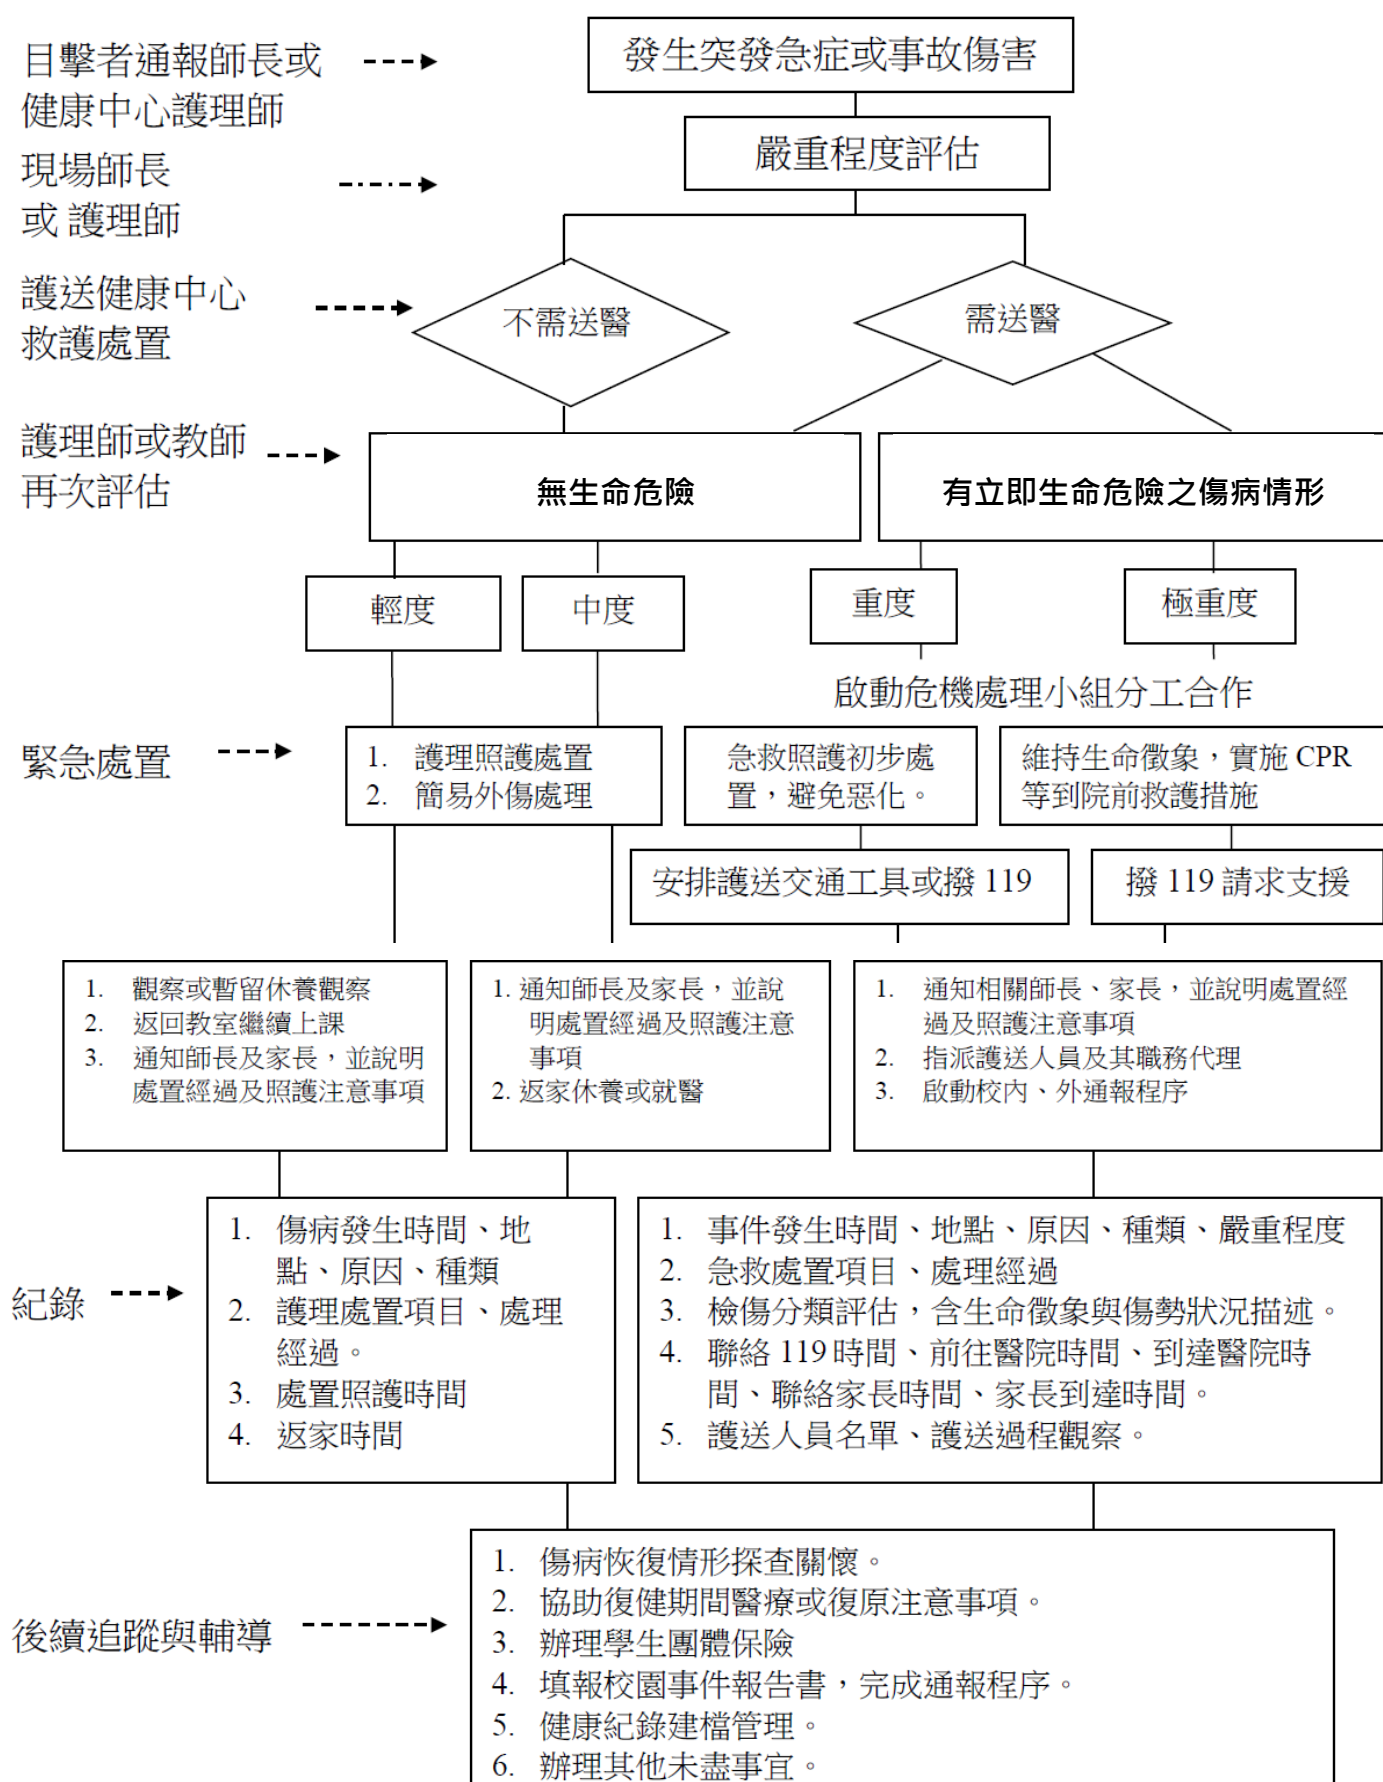 目擊者通報師長或
健康中心護理師
發生突發急症或事故傷害
現場師長
或 護理師
嚴重程度評估
護送健康中心
救護處置
不需送醫
需送醫
護理師或教師
再次評估
無生命危險
有立即生命危險之傷病情形
輕度
中度
重度
極重度
啟動危機處理小組分工合作
緊急處置
1. 護理照護處置
2. 簡易外傷處理
急救照護初步處
置，避免惡化。
維持生命徵象，實施 CPR
等到院前救護措施
安排護送交通工具或撥 119
撥 119 請求支援
1. 觀察或暫留休養觀察
2. 返回教室繼續上課
3. 通知師長及家長，並說明
處置經過及照護注意事項
1. 通知師長及家長，並說
明處置經過及照護注意
事項
2. 返家休養或就醫
1. 通知相關師長、家長，並說明處置經
過及照護注意事項
2. 指派護送人員及其職務代理
3. 啟動校內、外通報程序
紀錄
1. 傷病發生時間、地
點、原因、種類
2. 護理處置項目、處理
經過。
3. 處置照護時間
4. 返家時間
1. 事件發生時間、地點、原因、種類、嚴重程度
2. 急救處置項目、處理經過
3. 檢傷分類評估，含生命徵象與傷勢狀況描述。
4. 聯絡 119 時間、前往醫院時間、到達醫院時
間、聯絡家長時間、家長到達時間。
5. 護送人員名單、護送過程觀察。
後續追蹤與輔導
1. 傷病恢復情形探查關懷。
2. 協助復健期間醫療或復原注意事項。
3. 辦理學生團體保險
4. 填報校園事件報告書，完成通報程序。
5. 健康紀錄建檔管理。
6. 辦理其他未盡事宜。